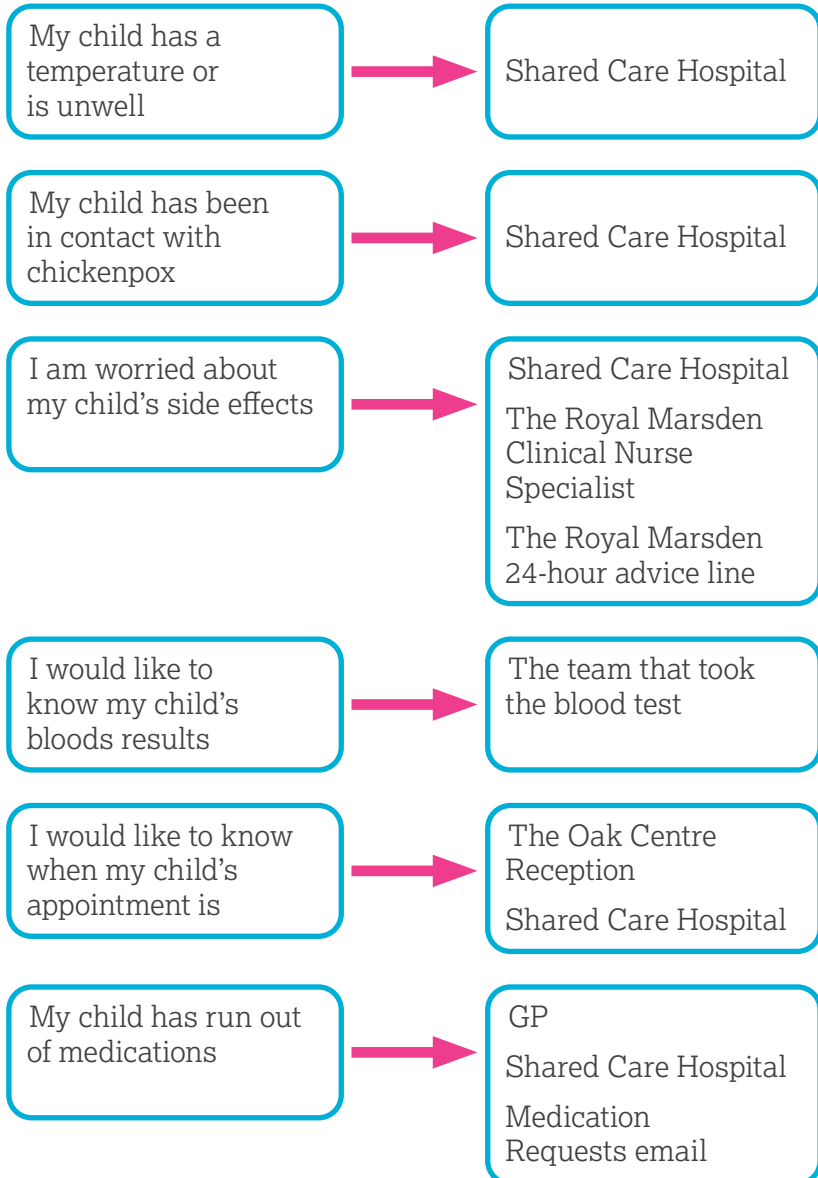 My child has a
temperature or
is unwell
Shared Care Hospital
My child has been
in contact with
chickenpox
Shared Care Hospital
I am worried about
my child’s side effects
Shared Care Hospital
The Royal Marsden
Clinical Nurse
Specialist
The Royal Marsden
24-hour advice line
I would like to
know my child’s
bloods results
The team that took
the blood test
I would like to know
when my child’s
appointment is
The Oak Centre
Reception
Shared Care Hospital
My child has run out
of medications
GP
Shared Care Hospital
Medication
Requests email